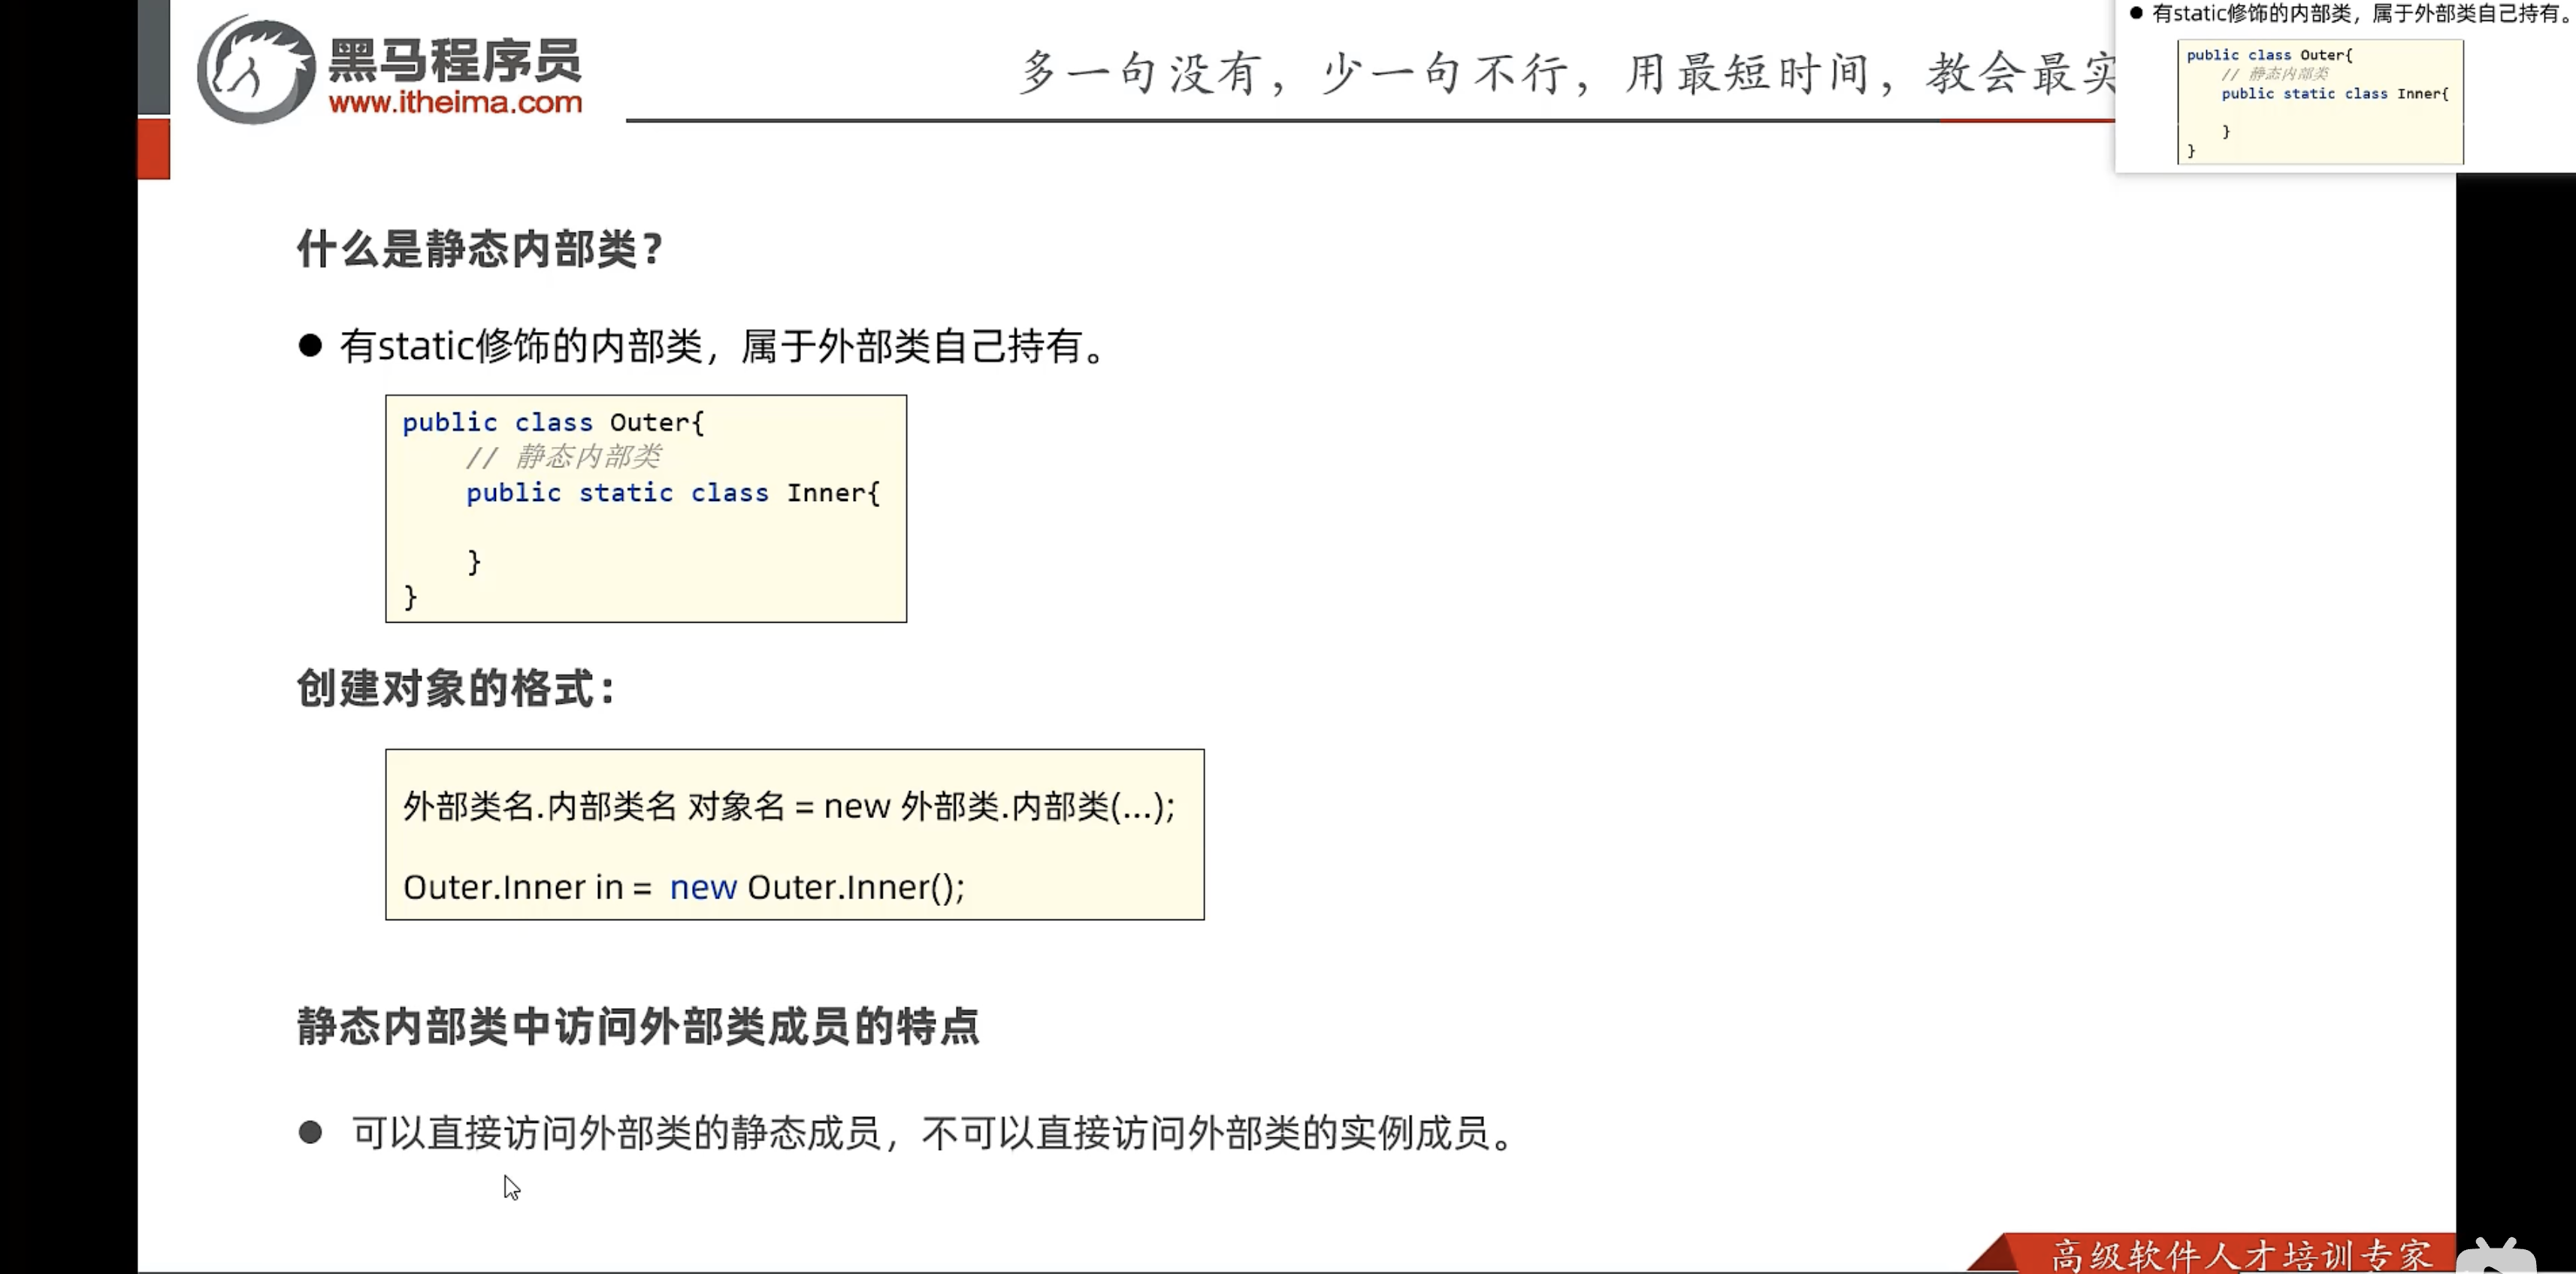 黑马程序员
www.itheima.com
多一句没有，少一句不行，用最短时间，教会最实
有static修饰的内部类，属于外部类自己持有。
public class Outer{
// 静态内部类
public static class Inner{
}
}
什么是静态内部类？
● 有static修饰的内部类，属于外部类自己持有。
public class Outer{
// 静态内部类
public static class Inner{
}
}
创建对象的格式：
外部类名.内部类名 对象名 = new 外部类.内部类(...);
Outer.Inner in = new Outer.Inner();
静态内部类中访问外部类成员的特点
● 可以直接访问外部类的静态成员，不可以直接访问外部类的实例成员。
高级软件人才培训专家